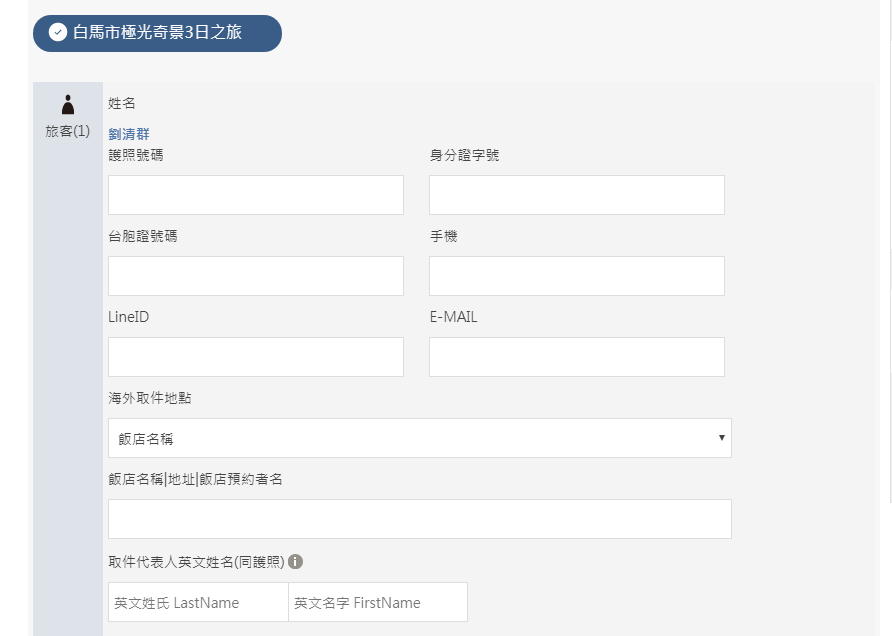 白馬市極光奇景3日之旅
旅客(1)
姓名
劉清群
護照號碼
身分證字號
台胞證號碼
手機
LineID
E-MAIL
海外取件地點
飯店名稱
飯店名稱|地址|飯店預約者名
取件代表人英文姓名(同護照)
英文姓氏 LastName
英文名字 FirstName